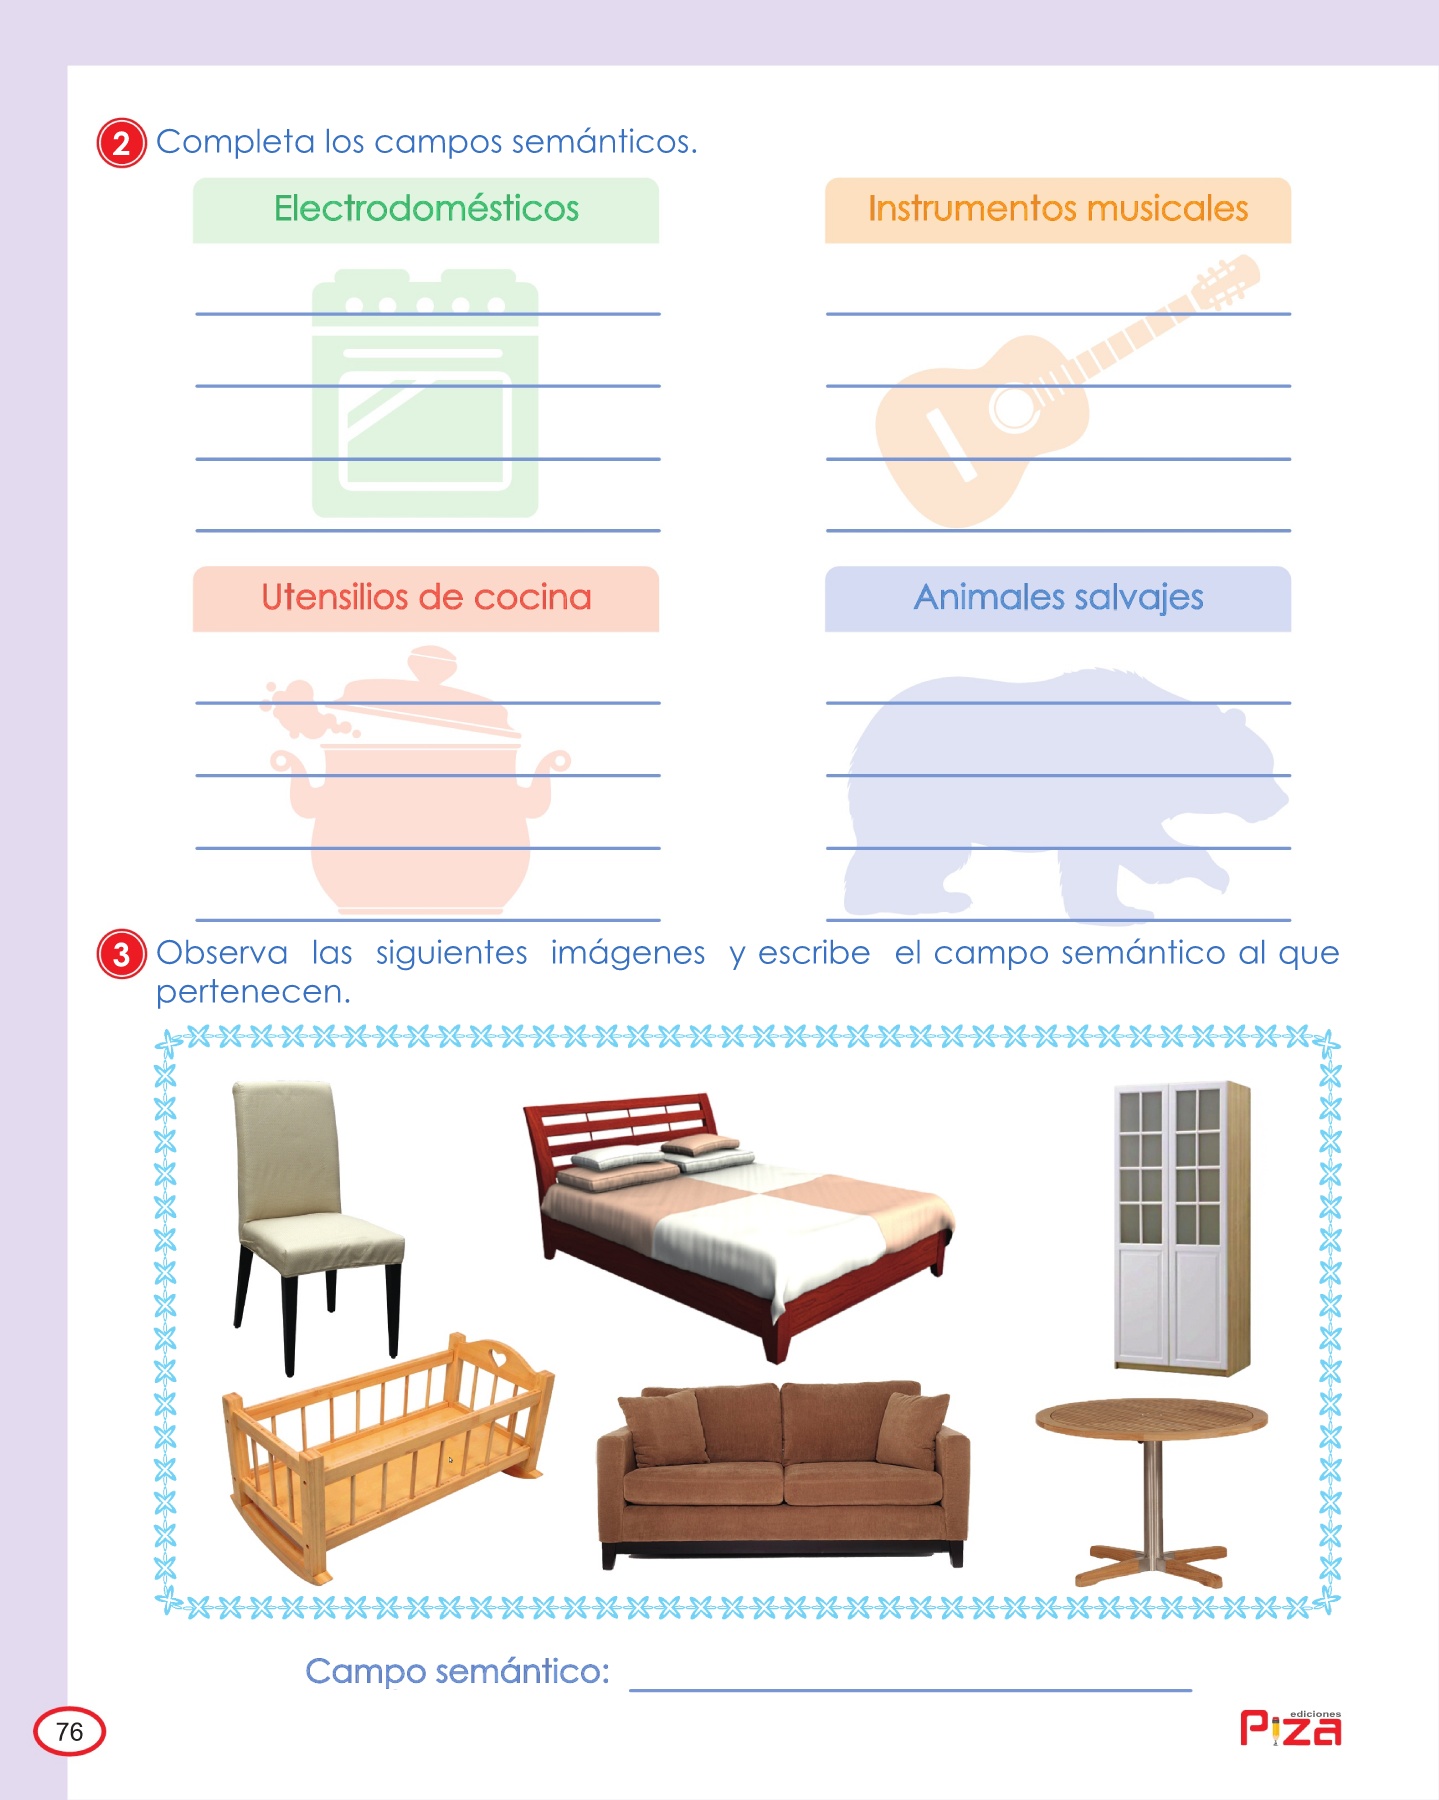 2 Completa los campos semánticos.
Electrodomésticos
Instrumentos musicales
Utensilios de cocina
Animales salvajes
3 Observa las siguientes imágenes y escribe el campo semántico al que
pertenecen.
Campo semántico:
76
ediciones
Piza